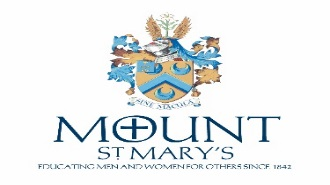 SINE MACULA
MOUNT
ST MARY'S
EDUCATING MEN AND WOMEN FOR OTHERS SINCE 1842